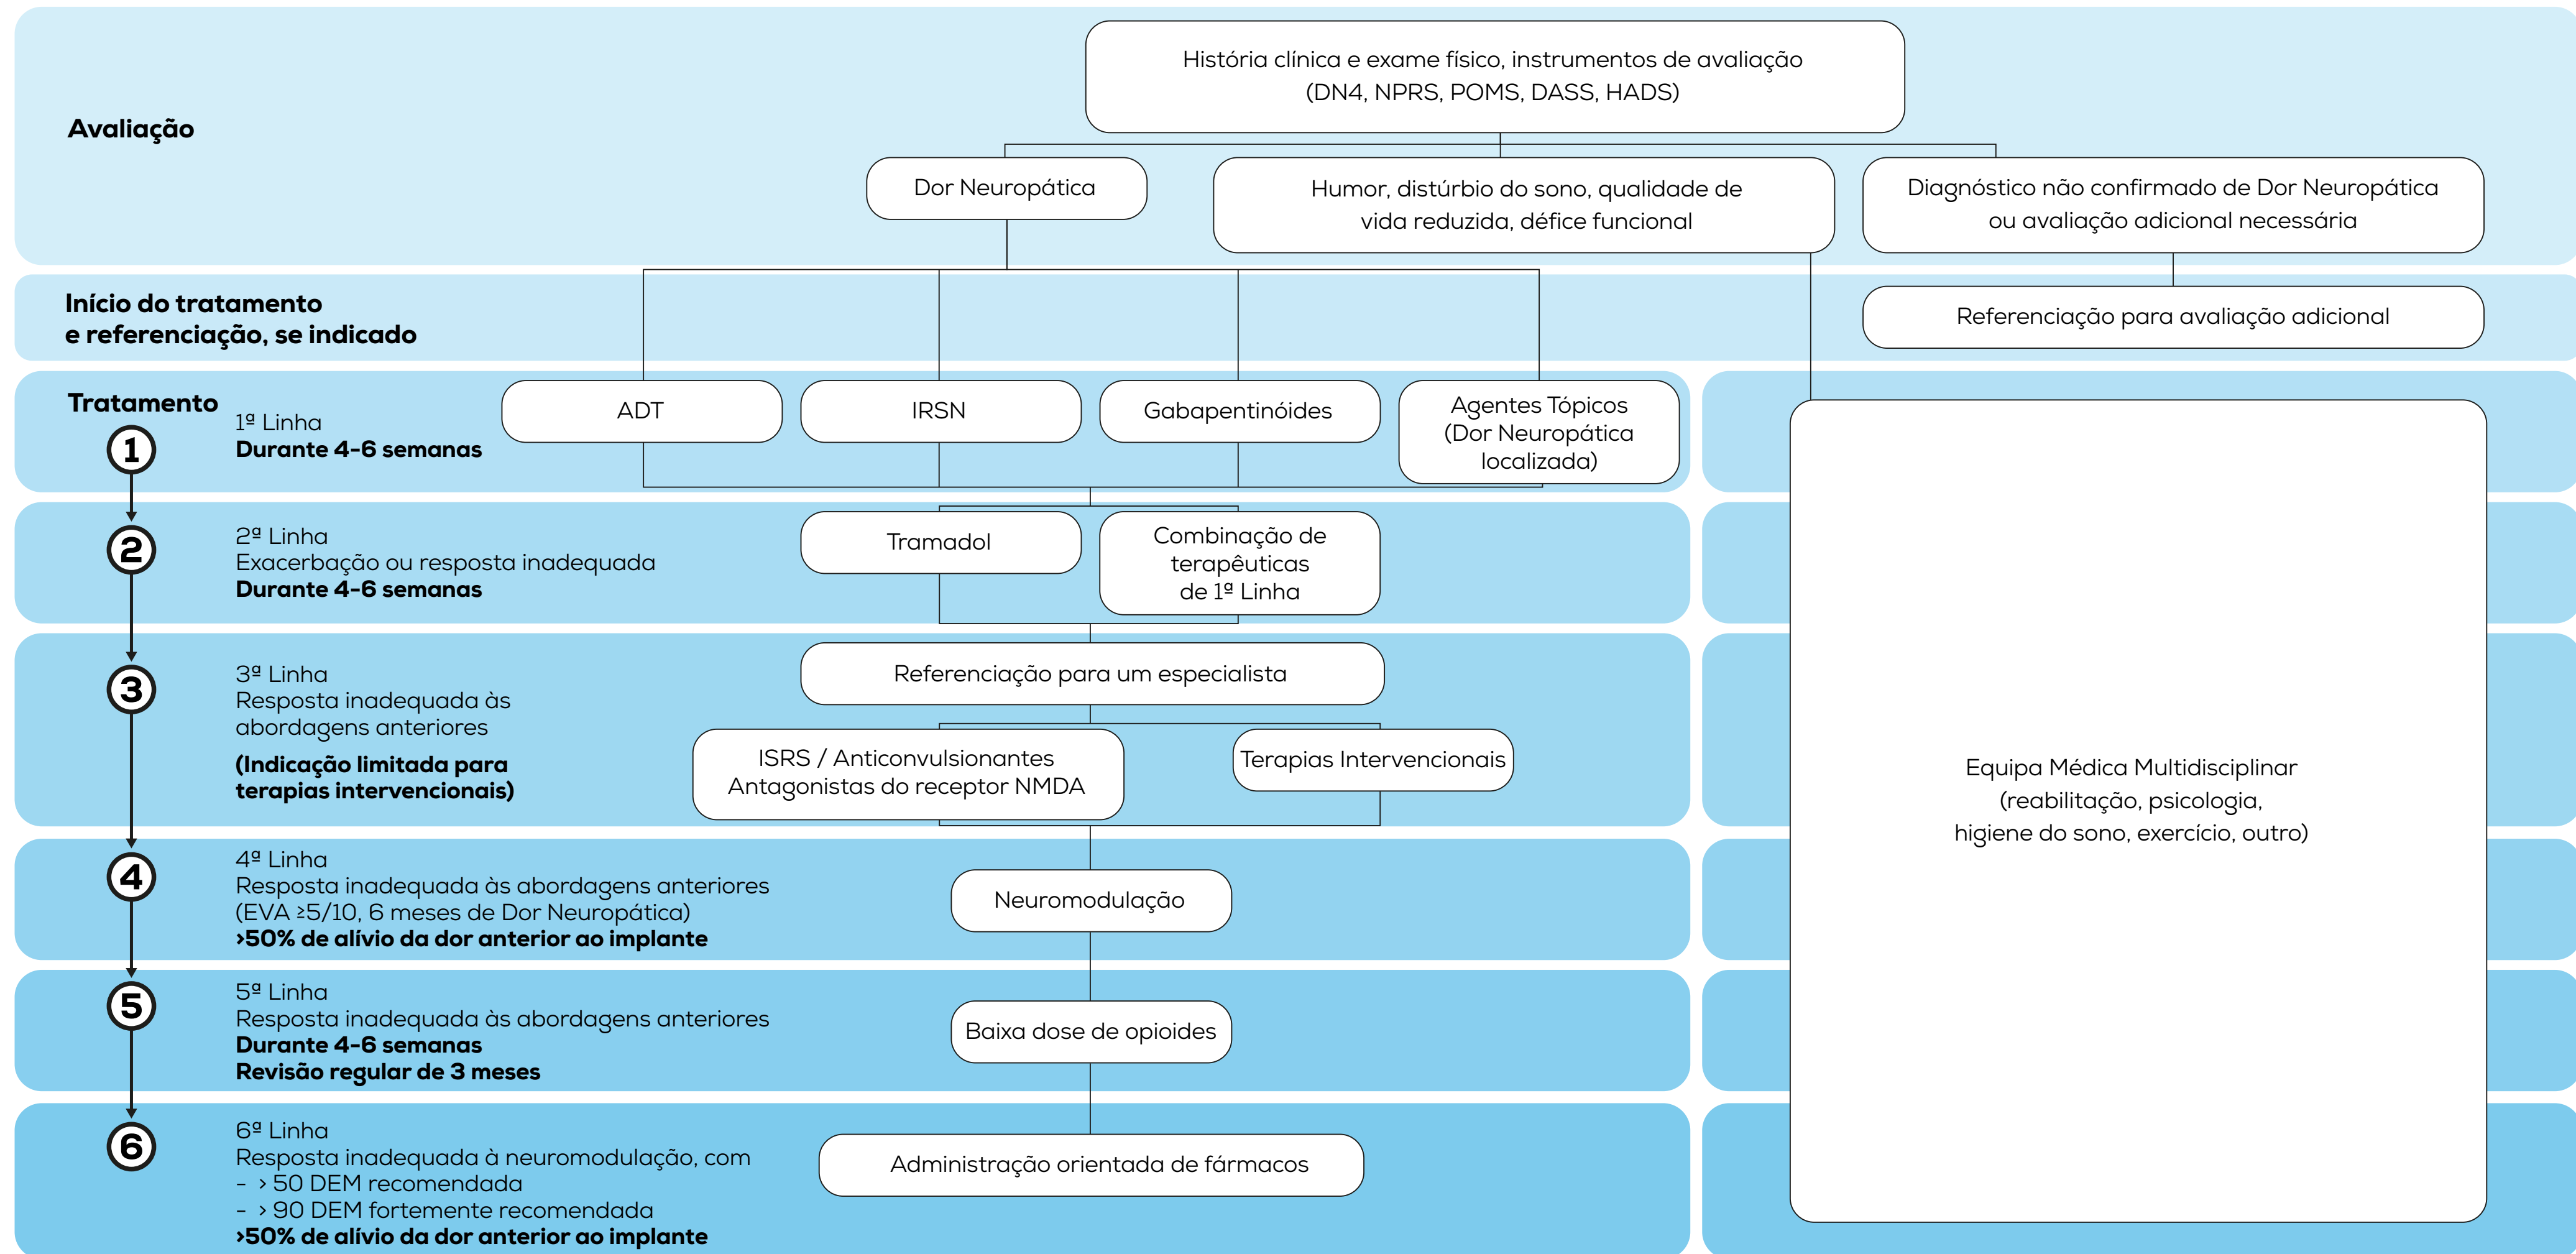 História clínica e exame físico, instrumentos de avaliação
(DN4, NPRS, POMS, DASS, HADS)
Avaliação
Dor Neuropática
Humor, distúrbio do sono, qualidade de
vida reduzida, défice funcional
Diagnóstico não confirmado de Dor Neuropática
ou avaliação adicional necessária
Início do tratamento
e referenciação, se indicado
Referenciação para avaliação adicional
Tratamento
1
1ª Linha
Durante 4-6 semanas
ADT
IRSN
Gabapentinóides
Agentes Tópicos
(Dor Neuropática
localizada)
2
2ª Linha
Exacerbação ou resposta inadequada
Durante 4-6 semanas
Tramadol
Combinação de
terapêuticas
de 1ª Linha
3
3ª Linha
Resposta inadequada às
abordagens anteriores
(Indicação limitada para
terapias intervencionais)
Referenciação para um especialista
ISRS / Anticonvulsionantes
Antagonistas do receptor NMDA
Terapias Intervencionais
Equipa Médica Multidisciplinar
(reabilitação, psicologia,
higiene do sono, exercício, outro)
4
4ª Linha
Resposta inadequada às abordagens anteriores
(EVA ≥5/10, 6 meses de Dor Neuropática)
>50% de alívio da dor anterior ao implante
Neuromodulação
5
5ª Linha
Resposta inadequada às abordagens anteriores
Durante 4-6 semanas
Revisão regular de 3 meses
Baixa dose de opioides
6
6ª Linha
Resposta inadequada à neuromodulação, com
- > 50 DEM recomendada
- > 90 DEM fortemente recomendada
>50% de alívio da dor anterior ao implante
Administração orientada de fármacos